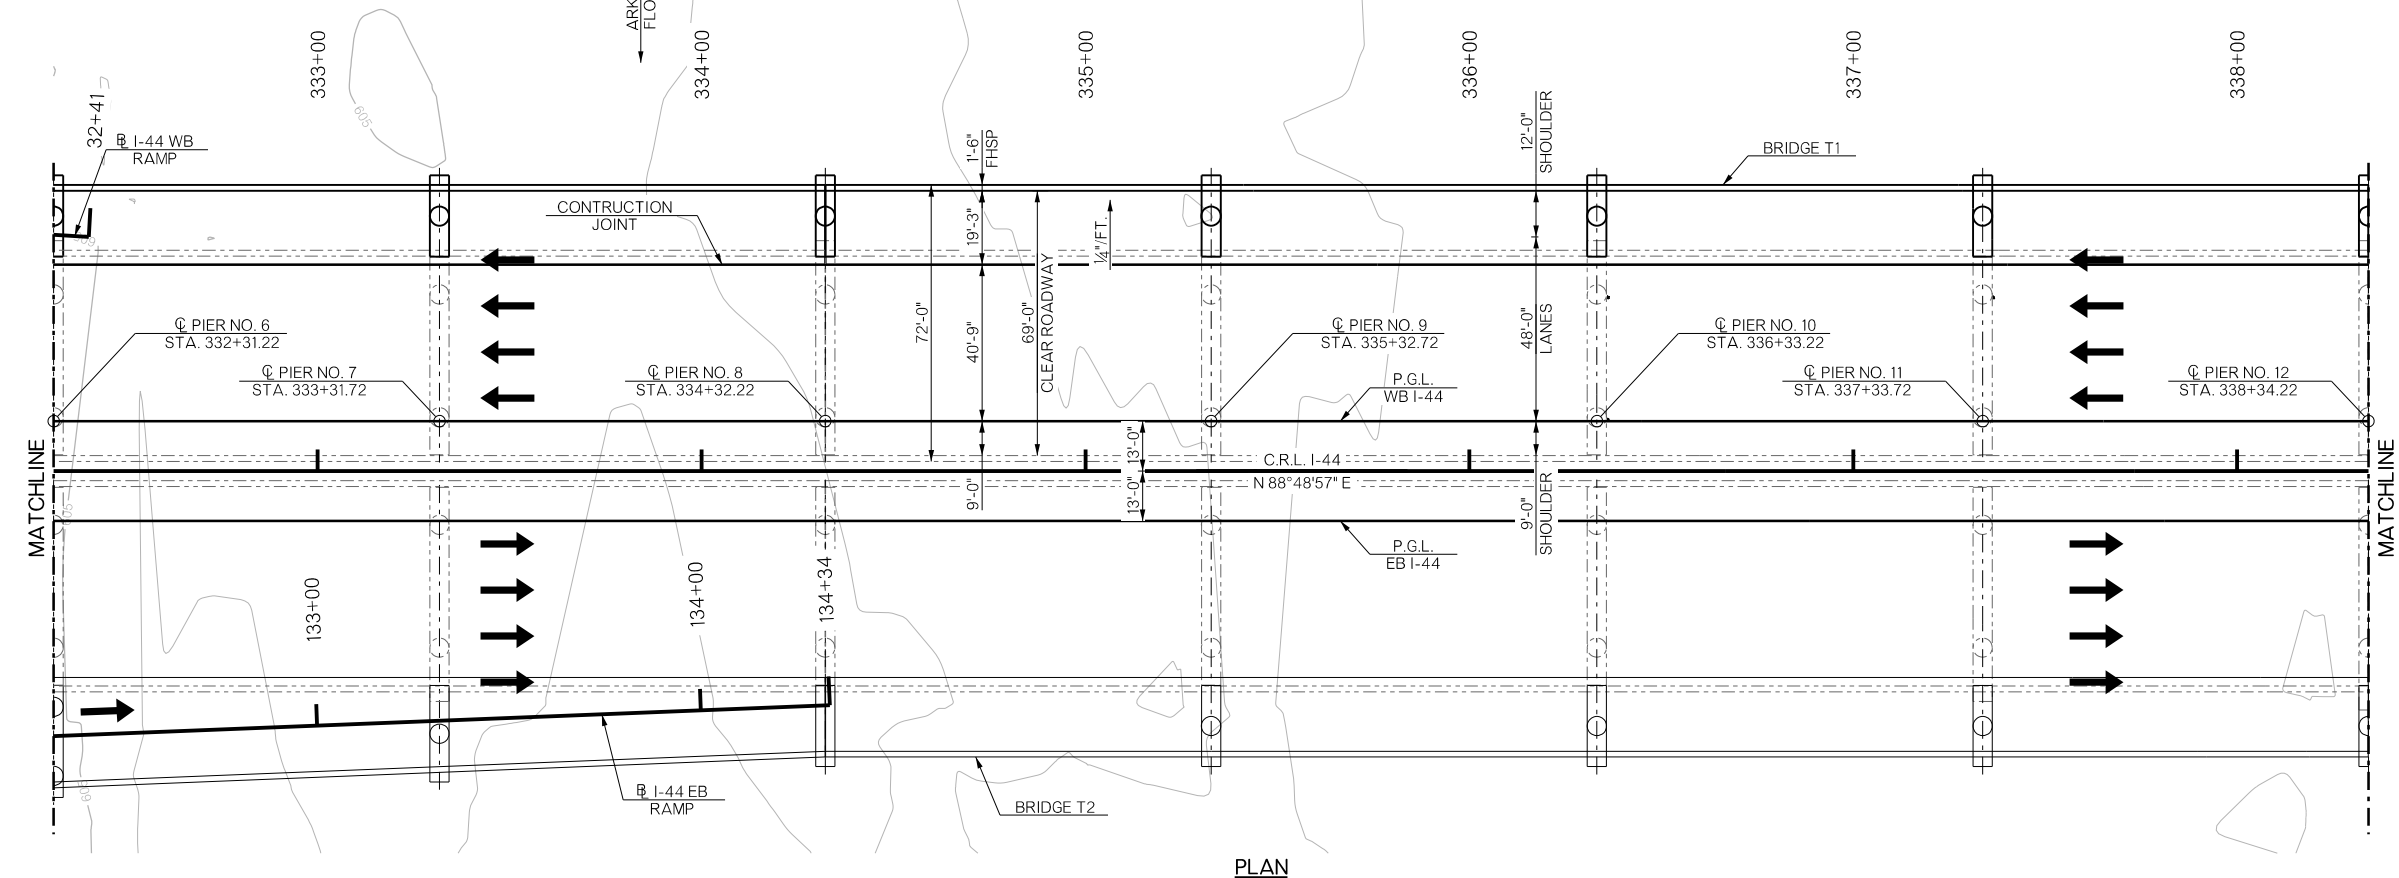 ARK
FLO
333+00
334+00
335+00
336+00
337+00
338+00
32+41
℄ I-44 WB
RAMP
605
1'-6"
FHSP
12'-0"
SHOULDER
BRIDGE T1
CONTRUCTION
JOINT
19'-3"
¼"/FT.
609
72'-0"
40'-9"
69'-0"
CLEAR ROADWAY
48'-0"
LANES
℄ PIER NO. 6
STA. 332+31.22
℄ PIER NO. 7
STA. 333+31.72
℄ PIER NO. 8
STA. 334+32.22
℄ PIER NO. 9
STA. 335+32.72
℄ PIER NO. 10
STA. 336+33.22
℄ PIER NO. 11
STA. 337+33.72
℄ PIER NO. 12
STA. 338+34.22
P.G.L.
WB I-44
MATCHLINE
MATCHLINE
13'-0"
C.R.L. I-44
N 88°48'57" E
9'-0"
13'-0"
9'-0"
SHOULDER
605
P.G.L.
EB I-44
133+00
134+00
134+34
℄ I-44 EB
RAMP
605
BRIDGE T2
PLAN